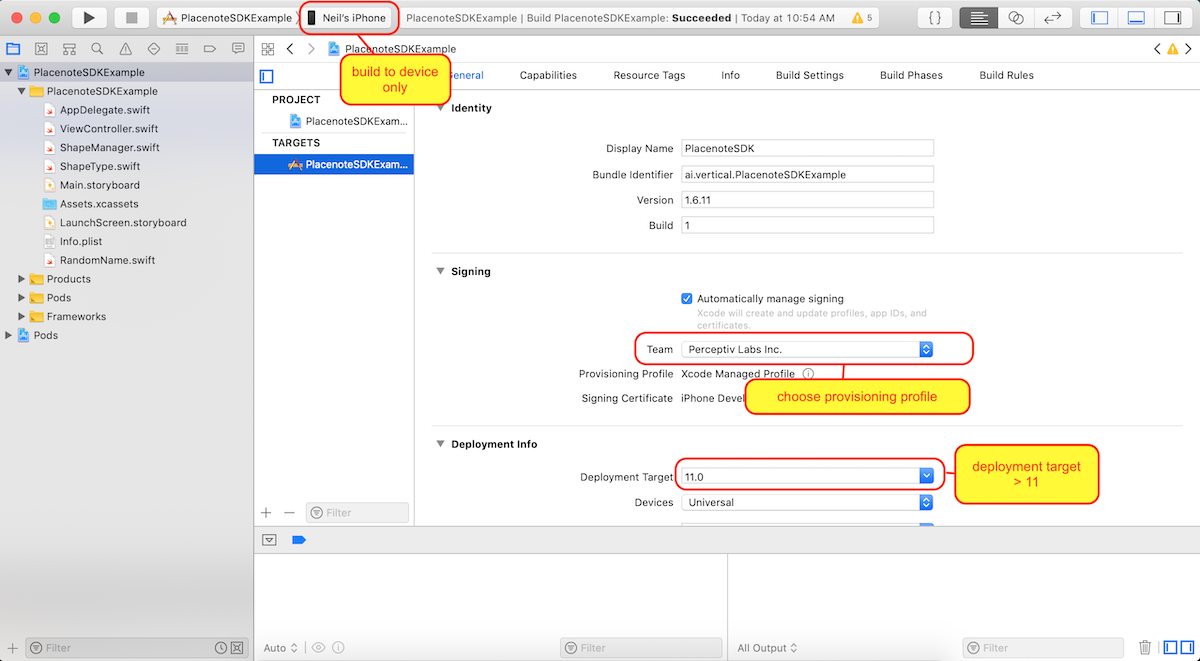 PlacenoteSDKExample
Neil's iPhone
PlacenoteSDKExample | Build PlacenoteSDKExample: Succeeded | Today at 10:54 AM
5
{ }
PlacenoteSDKExample
PlacenoteSDKExample
PlacenoteSDKExample
AppDelegate.swift
ViewController.swift
ShapeManager.swift
ShapeType.swift
Main.storyboard
Assets.xcassets
LaunchScreen.storyboard
Info.plist
RandomName.swift
Products
Pods
Frameworks
Pods
Filter
build to device
only
General
Capabilities
Resource Tags
Info
Build Settings
Build Phases
Build Rules
PROJECT
PlacenoteSDKExam...
TARGETS
PlacenoteSDKExam...
Filter
Identity
Display Name PlacenoteSDK
Bundle Identifier ai.vertical.PlacenoteSDKExample
Version 1.6.11
Build 1
Signing
Automatically manage signing
Xcode will create and update profiles, app IDs, and
certificates.
Team Perceptiv Labs Inc.
Provisioning Profile Xcode Managed Profile
Signing Certificate iPhone Devel
choose provisioning profile
Deployment Info
Deployment Target 11.0
Devices Universal
deployment target
> 11
Auto
Filter
All Output
Filter